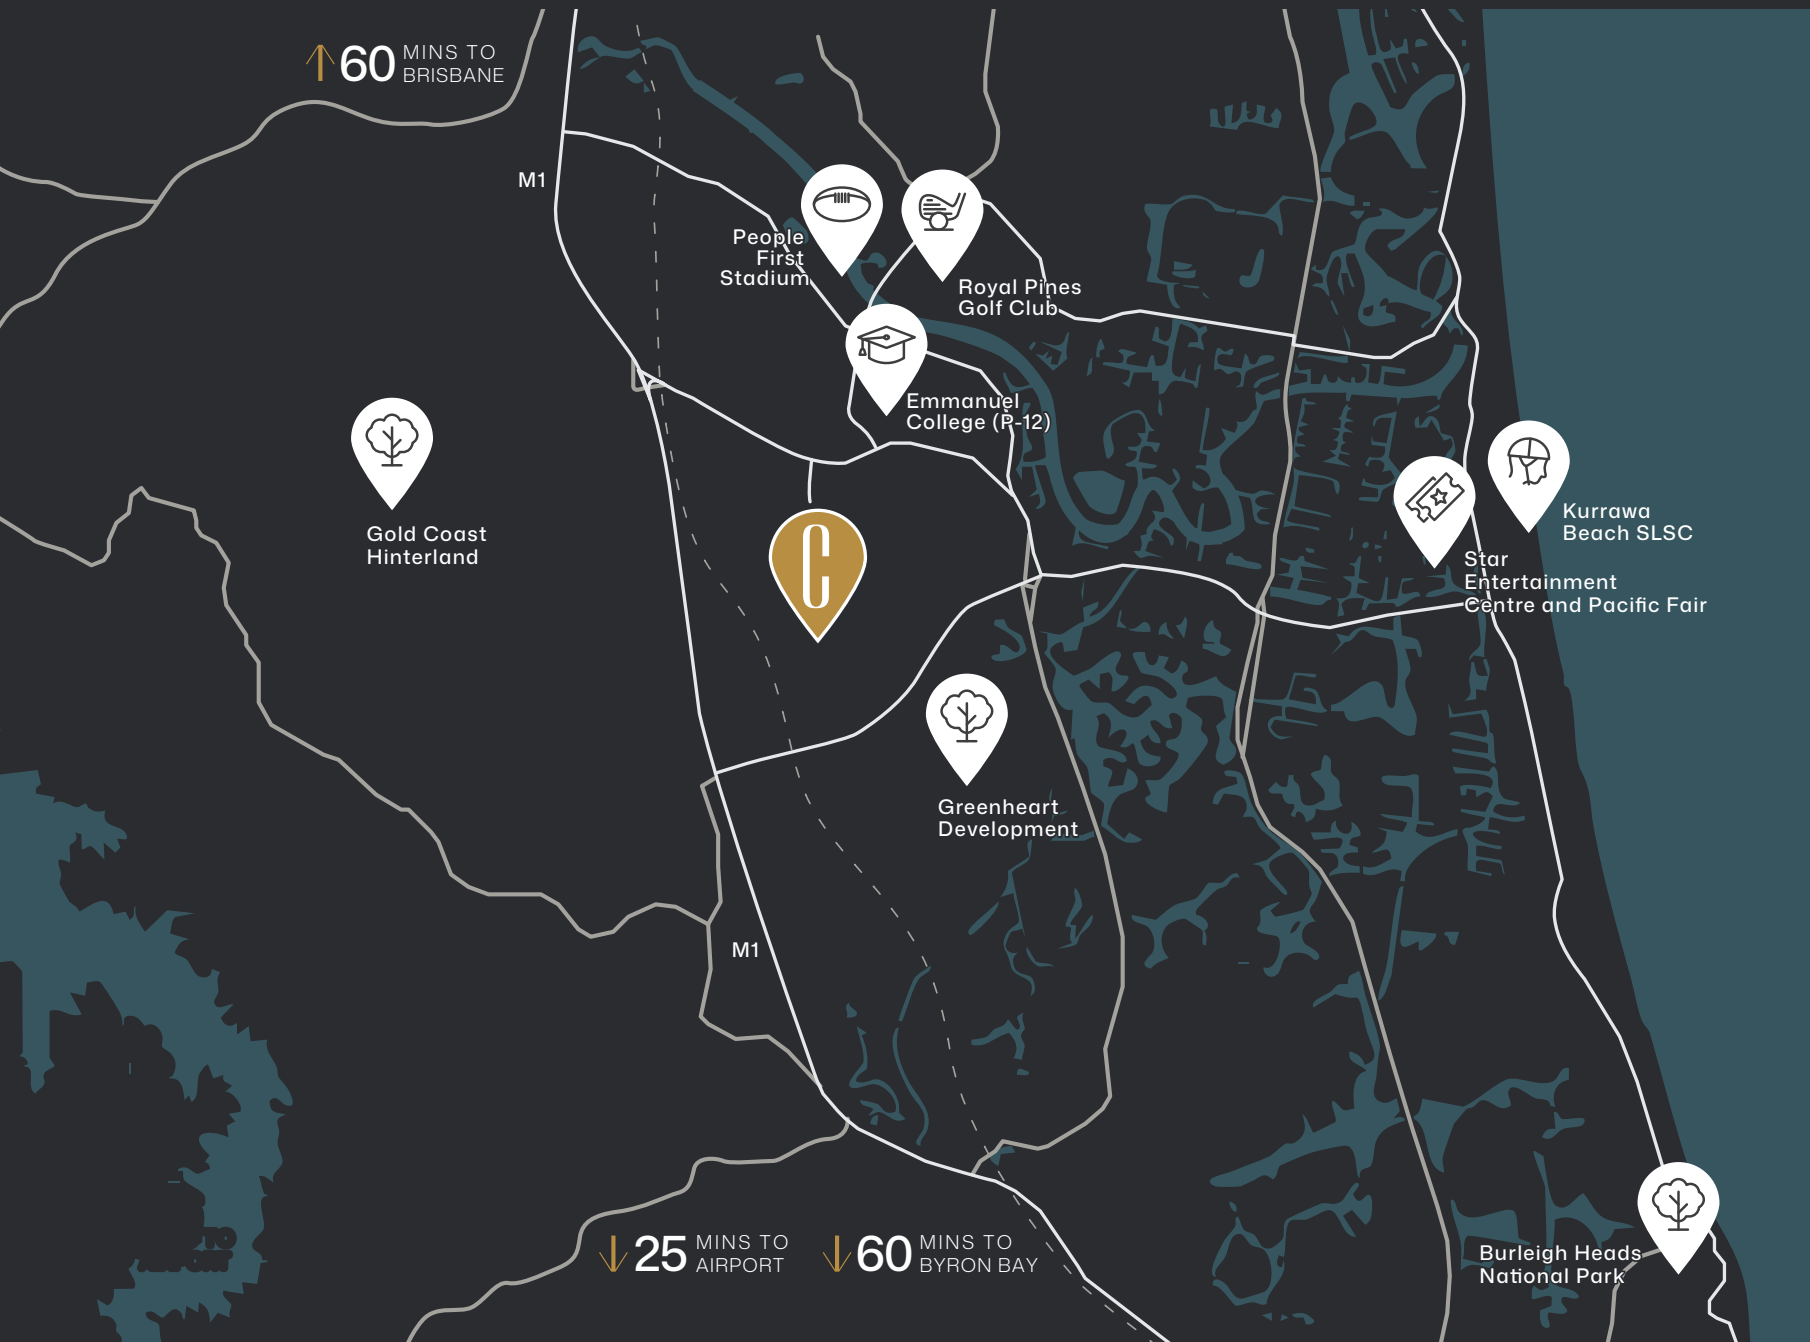 60 MINS TO
BRISBANE
M1
People
First
Stadium
Royal Pines
Golf Club
Emmanuel
College (P-12)
Gold Coast
Hinterland
C
Kurrawa
Beach SLSC
Star
Entertainment
Centre and Pacific Fair
Greenheart
Development
M1
25 MINS TO
AIRPORT
60 MINS TO
BYRON BAY
Burleigh Heads
National Park